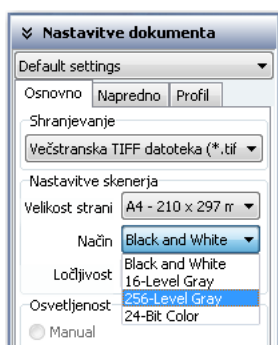 Nastavitve dokumenta
Default settings
Osnovno Napredno Profil
Shranjevanje
Večstranska TIFF datoteka (*.tif
Nastavitve skenerja
Velikost strani A4 - 210 x 297 m
Način Black and White
Black and White
16-Level Gray
Ločljivost
256-Level Gray
24-Bit Color
Osvetljenost
Manual